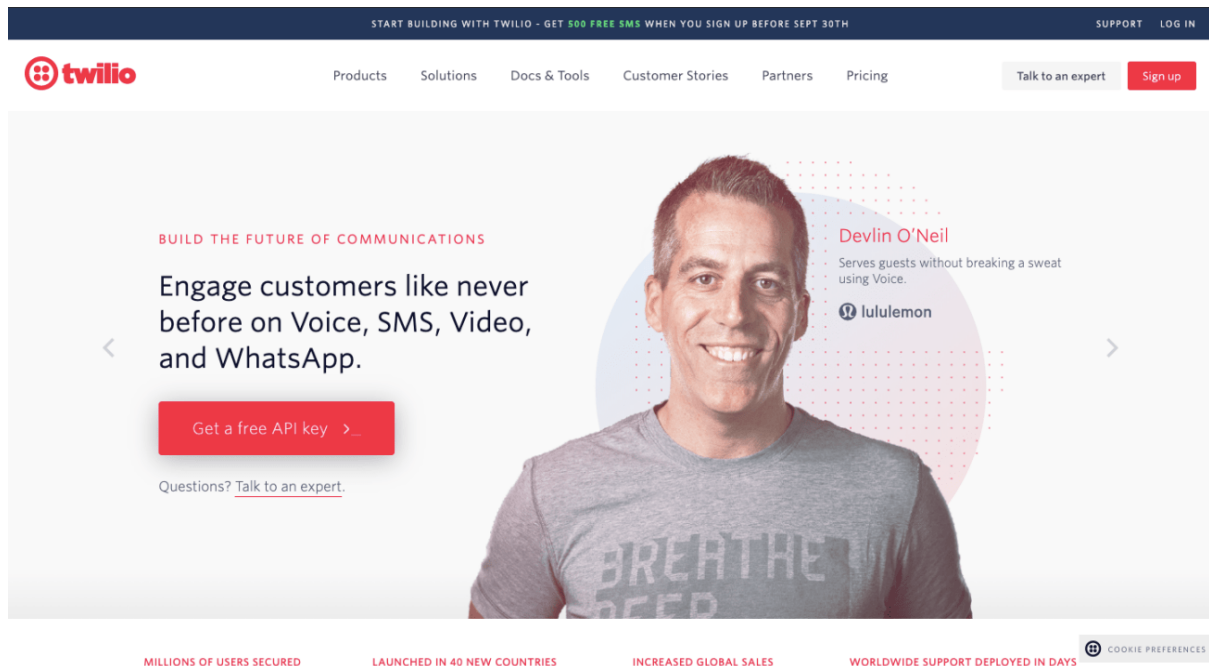 START BUILDING WITH TWILIO - GET 500 FREE SMS WHEN YOU SIGN UP BEFORE SEPT 30TH
SUPPORT LOG IN
twilio
Products Solutions Docs & Tools Customer Stories Partners Pricing
Talk to an expert Sign up
BUILD THE FUTURE OF COMMUNICATIONS
Engage customers like never
before on Voice, SMS, Video,
and WhatsApp.
Get a free API key >_
Questions? Talk to an expert.
Devlin O'Neil
Serves guests without breaking a sweat
using Voice.
lululemon
BREATHE
DEEP
MILLIONS OF USERS SECURED
LAUNCHED IN 40 NEW COUNTRIES
INCREASED GLOBAL SALES
WORLDWIDE SUPPORT DEPLOYED IN DAYS
COOKIE PREFERENCES